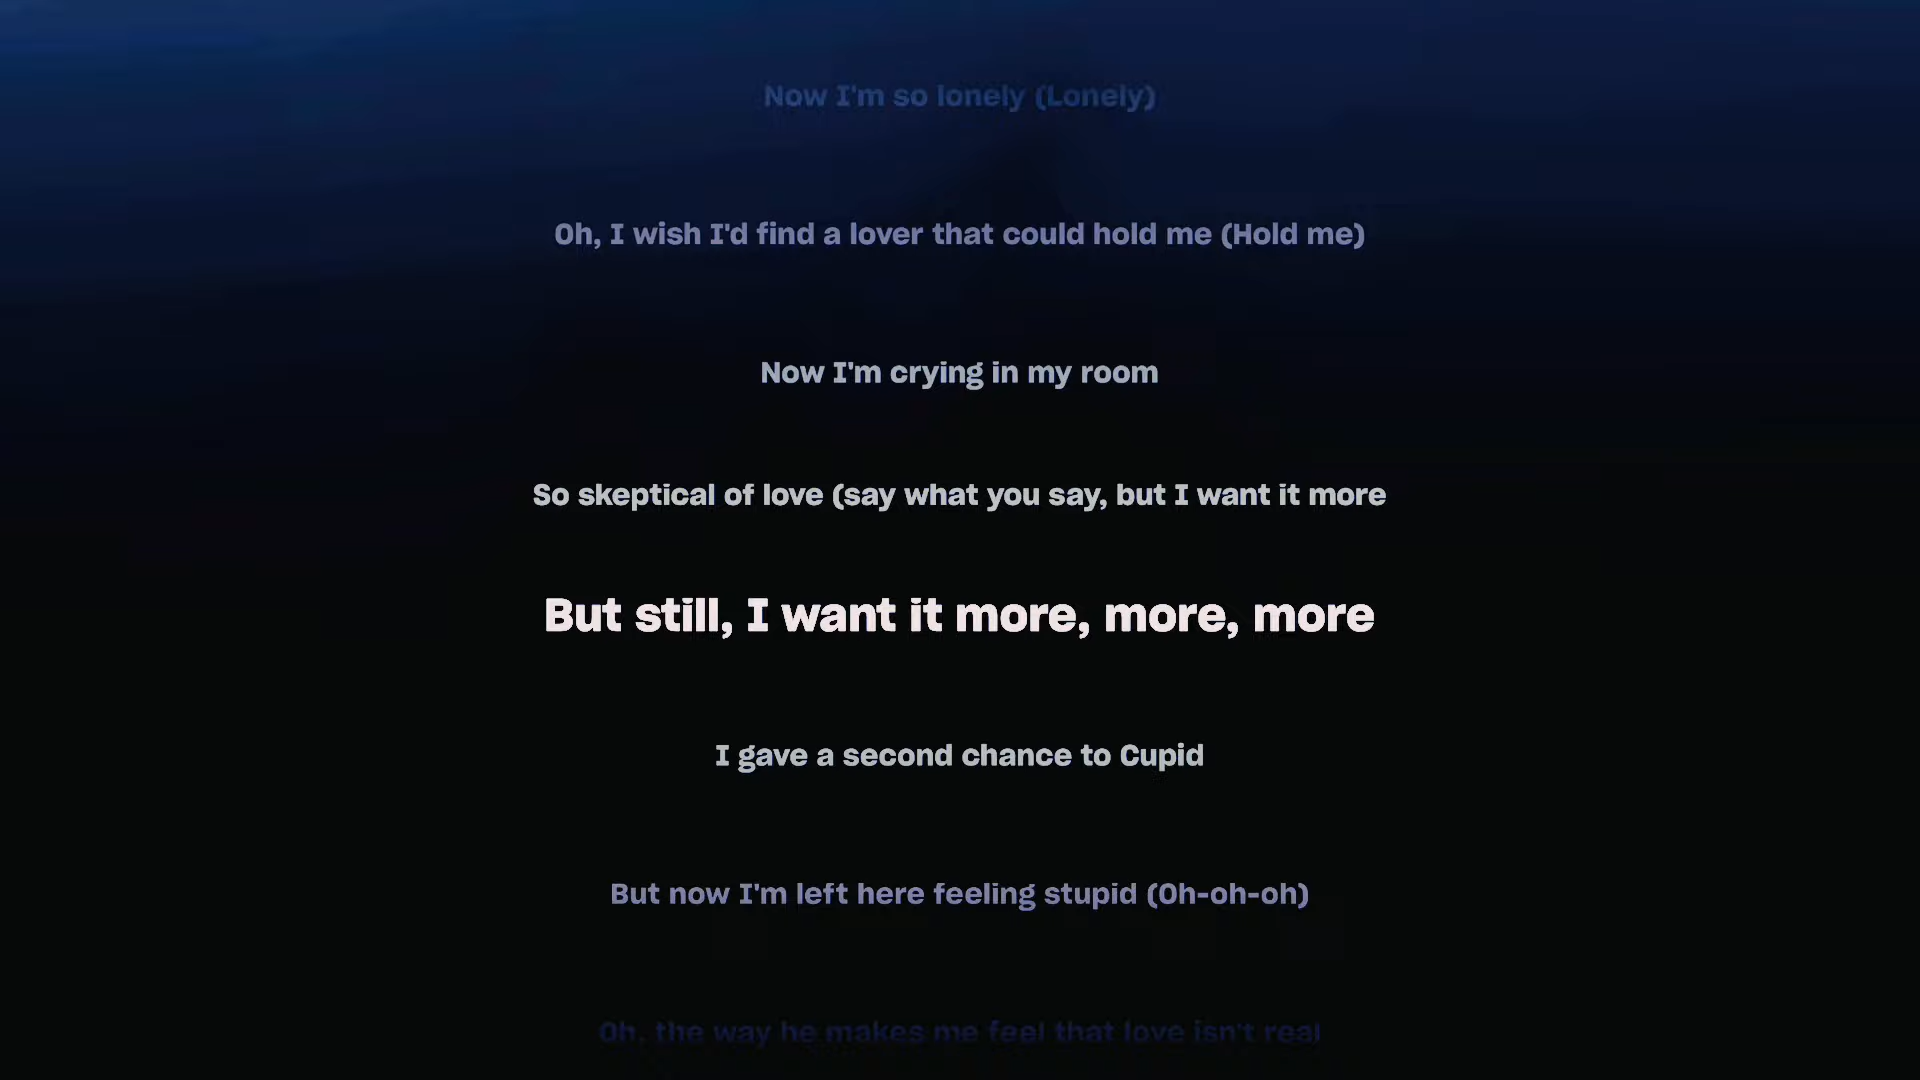 Now I'm so lonely (Lonely)
Oh, I wish I'd find a lover that could hold me (Hold me)
Now I'm crying in my room
So skeptical of love (say what you say, but I want it more
But still, I want it more, more, more
I gave a second chance to Cupid
But now I'm left here feeling stupid (Oh-oh-oh)
Oh, the way he makes me feel that love isn't real